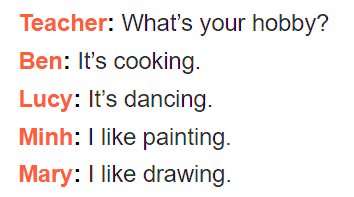 Teacher: What’s your hobby?
Ben: It’s cooking.
Lucy: It’s dancing.
Minh: I like painting.
Mary: I like drawing.